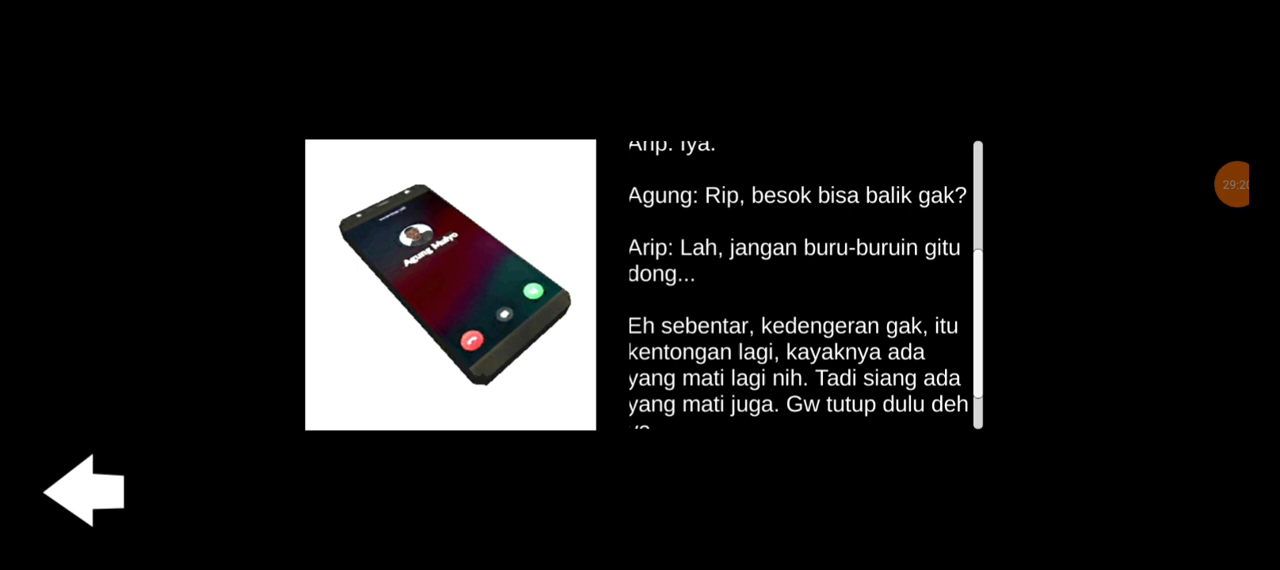 Arip: Iya.
Agung: Rip, besok bisa balik gak?
Arip: Lah, jangan buru-buruin gitu
dong...
Eh sebentar, kedengeran gak, itu
kentongan lagi, kayaknya ada
yang mati lagi nih. Tadi siang ada
yang mati juga. Gw tutup dulu deh
Agung Mulyo
29:20